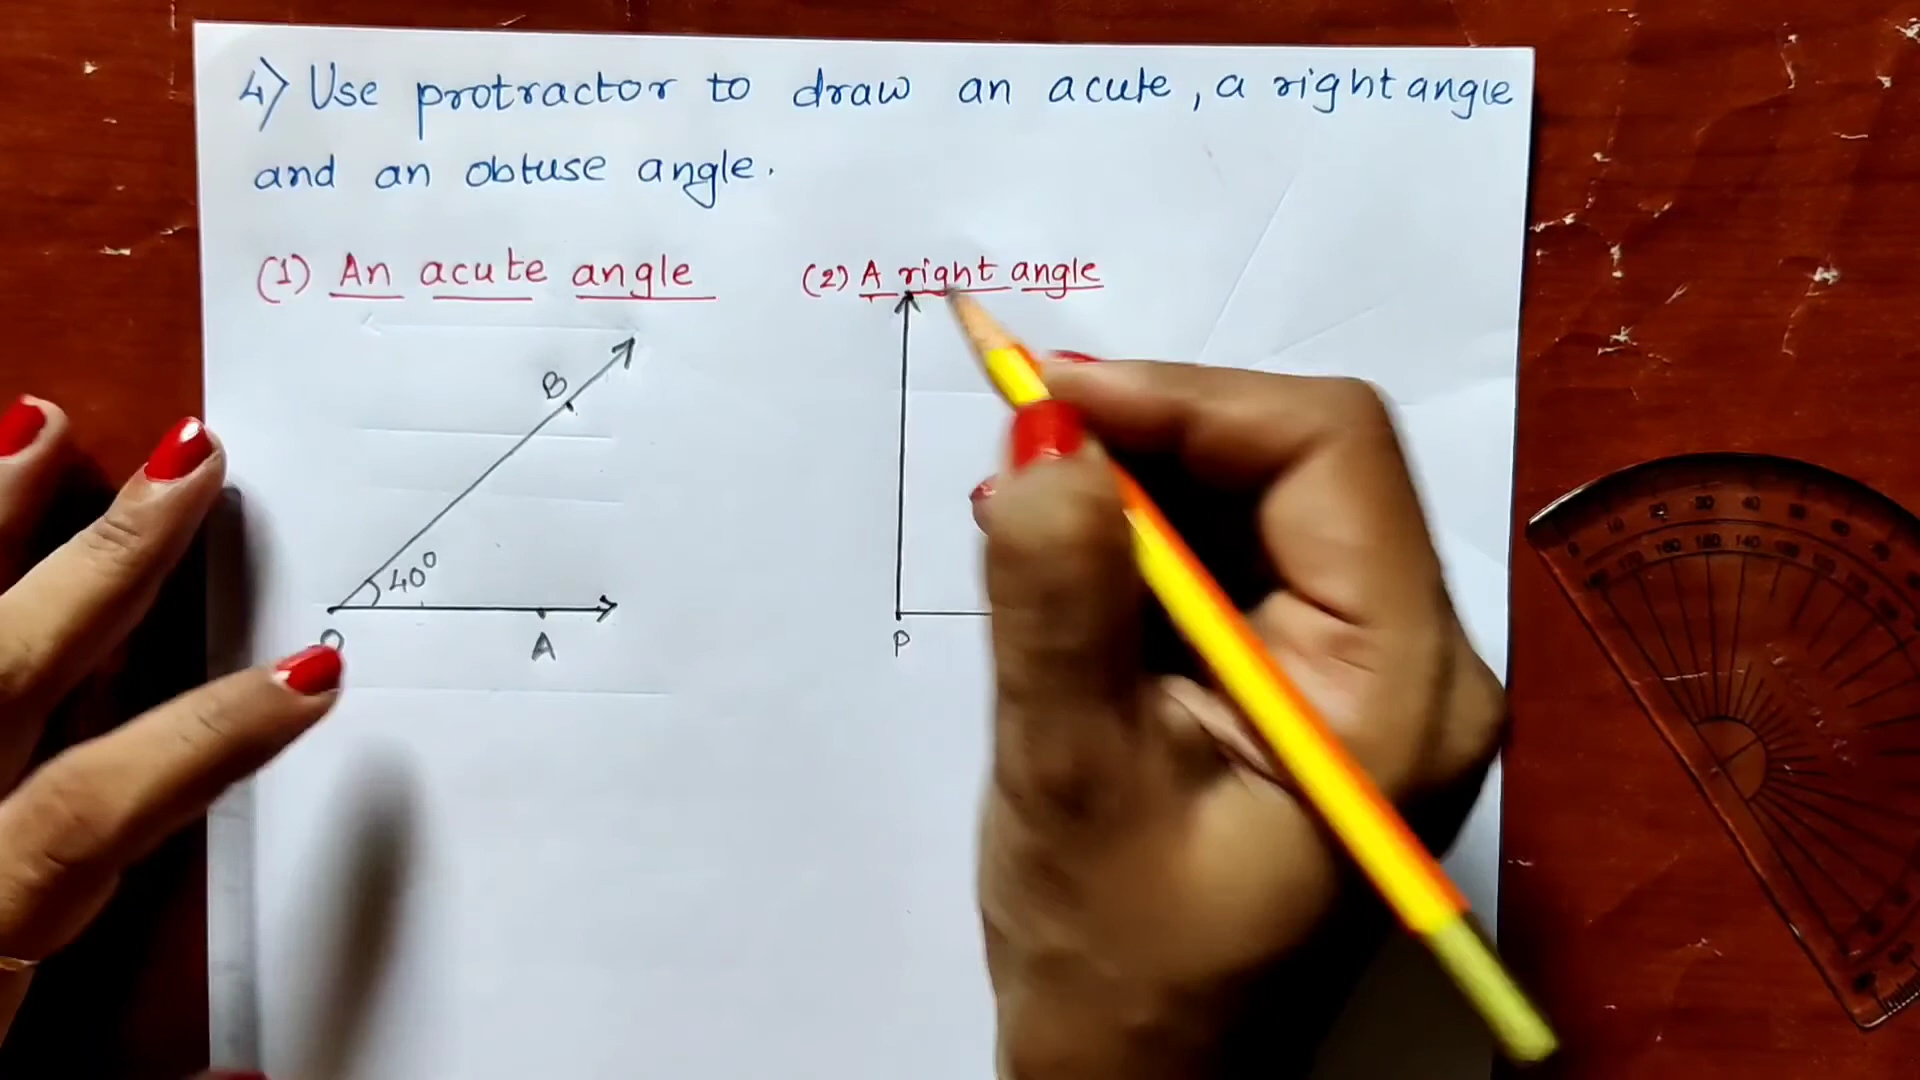 4) Use protractor to draw an acute, a right angle
and an obtuse angle.
(1) An acute angle
(2) A right angle
B
40°
O
A
P